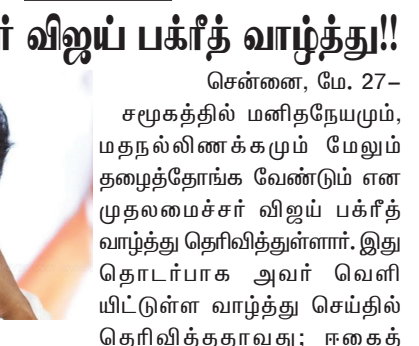 ர் விஜய் பக்ரீத் வாழ்த்து!!
சென்னை, மே. 27–
சமூகத்தில் மனிதநேயமும்,
மதநல்லிணக்கமும் மேலும்
தழைத்தோங்க வேண்டும் என
முதலமைச்சர் விஜய் பக்ரீத்
வாழ்த்து தெரிவித்துள்ளார். இது
தொடர்பாக அவர் வெளி
யிட்டுள்ள வாழ்த்து செய்தில்
தெரிவித்ததாவது; ஈகைத்